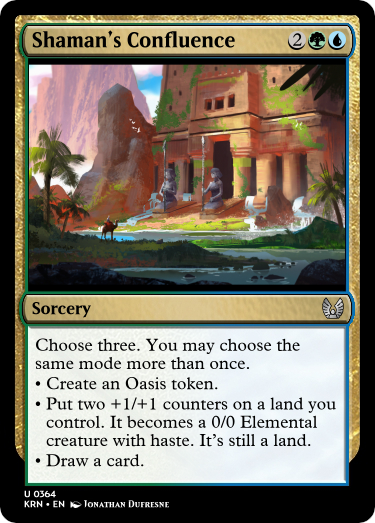 Shaman's Confluence 2
Sorcery
Choose three. You may choose the
same mode more than once.
• Create an Oasis token.
• Put two +1/+1 counters on a land you
control. It becomes a 0/0 Elemental
creature with haste. It's still a land.
• Draw a card.
U 0364
KRN • EN Jonathan Dufresne